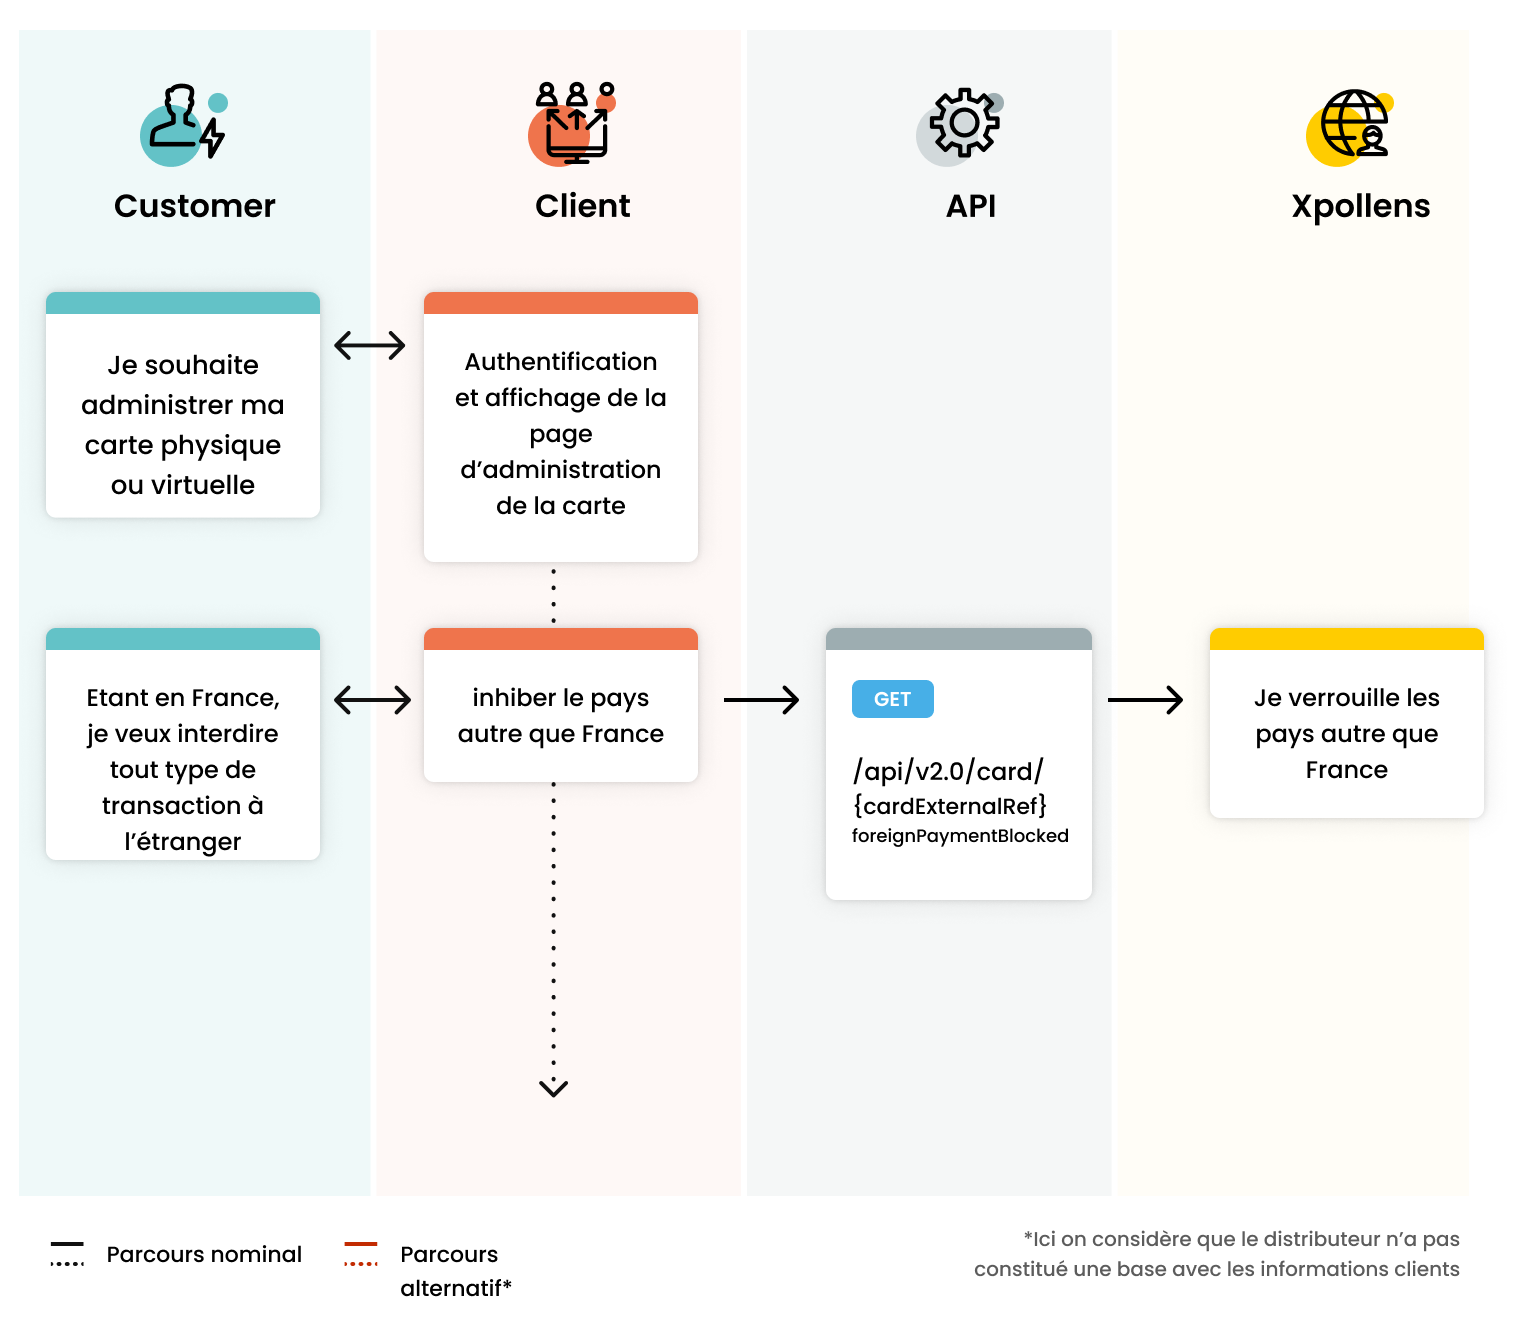 Customer
Client
API
Xpollens
Je souhaite
administrer ma
carte physique
ou virtuelle
Authentification
et affichage de la
page
d’administration
de la carte
Etant en France,
je veux interdire
tout type de
transaction à
l’étranger
inhiber le pays
autre que France
GET
/api/v2.0/card/
{cardExternalRef}
foreignPaymentBlocked
Je verrouille les
pays autre que
France
Parcours nominal
Parcours
alternatif*
*Ici on considère que le distributeur n’a pas
constitué une base avec les informations clients